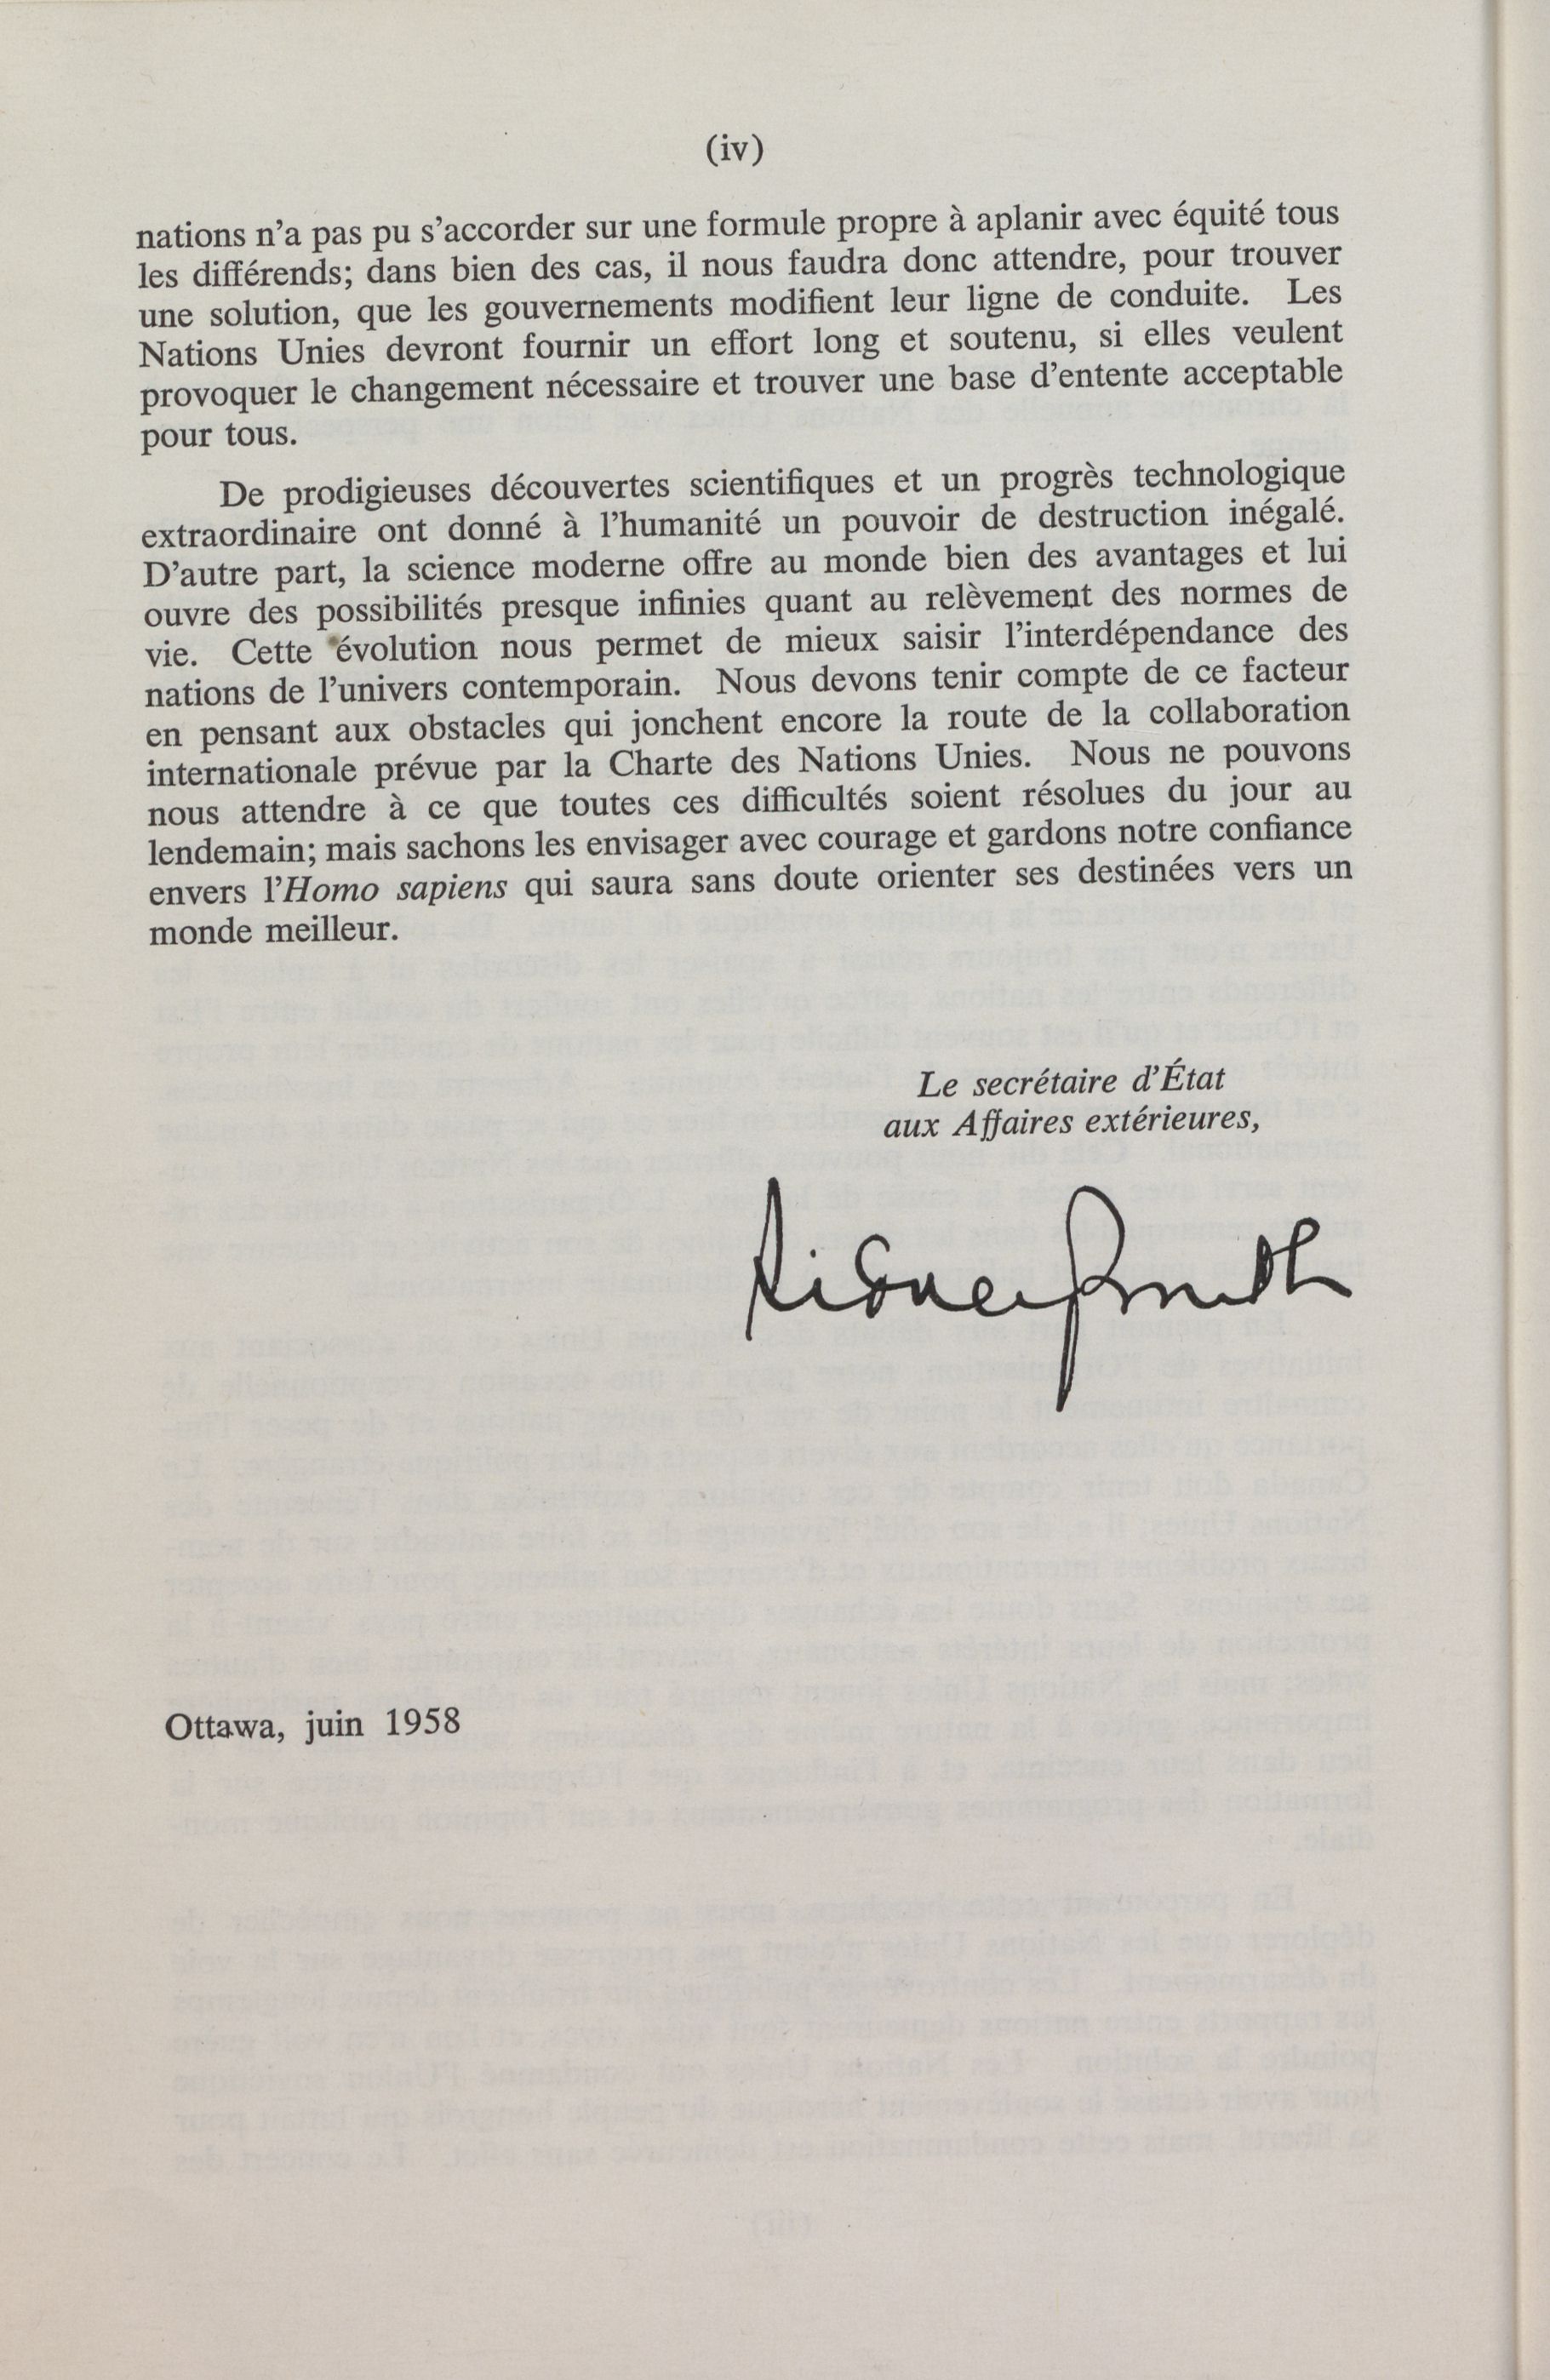 (iv)
nations n'a pas pu s'accorder sur une formule propre à aplanir avec équité tous
les différends; dans bien des cas, il nous faudra donc attendre, pour trouver
une solution, que les gouvernements modifient leur ligne de conduite. Les
Nations Unies devront fournir un effort long et soutenu, si elles veulent
provoquer le changement nécessaire et trouver une base d'entente acceptable
pour tous.
De prodigieuses découvertes scientifiques et un progrès technologique
extraordinaire ont donné à l'humanité un pouvoir de destruction inégalé.
D'autre part, la science moderne offre au monde bien des avantages et lui
ouvre des possibilités presque infinies quant au relèvement des normes de
vie. Cette évolution nous permet de mieux saisir l'interdépendance des
nations de l'univers contemporain. Nous devons tenir compte de ce facteur
en pensant aux obstacles qui jonchent encore la route de la collaboration
internationale prévue par la Charte des Nations Unies. Nous ne pouvons
nous attendre à ce que toutes ces difficultés soient résolues du jour au
lendemain; mais sachons les envisager avec courage et gardons notre confiance
envers l'Homo sapiens qui saura sans doute orienter ses destinées vers un
monde meilleur.
Le secrétaire d'État
aux Affaires extérieures,
Sidney Smith
Ottawa, juin 1958